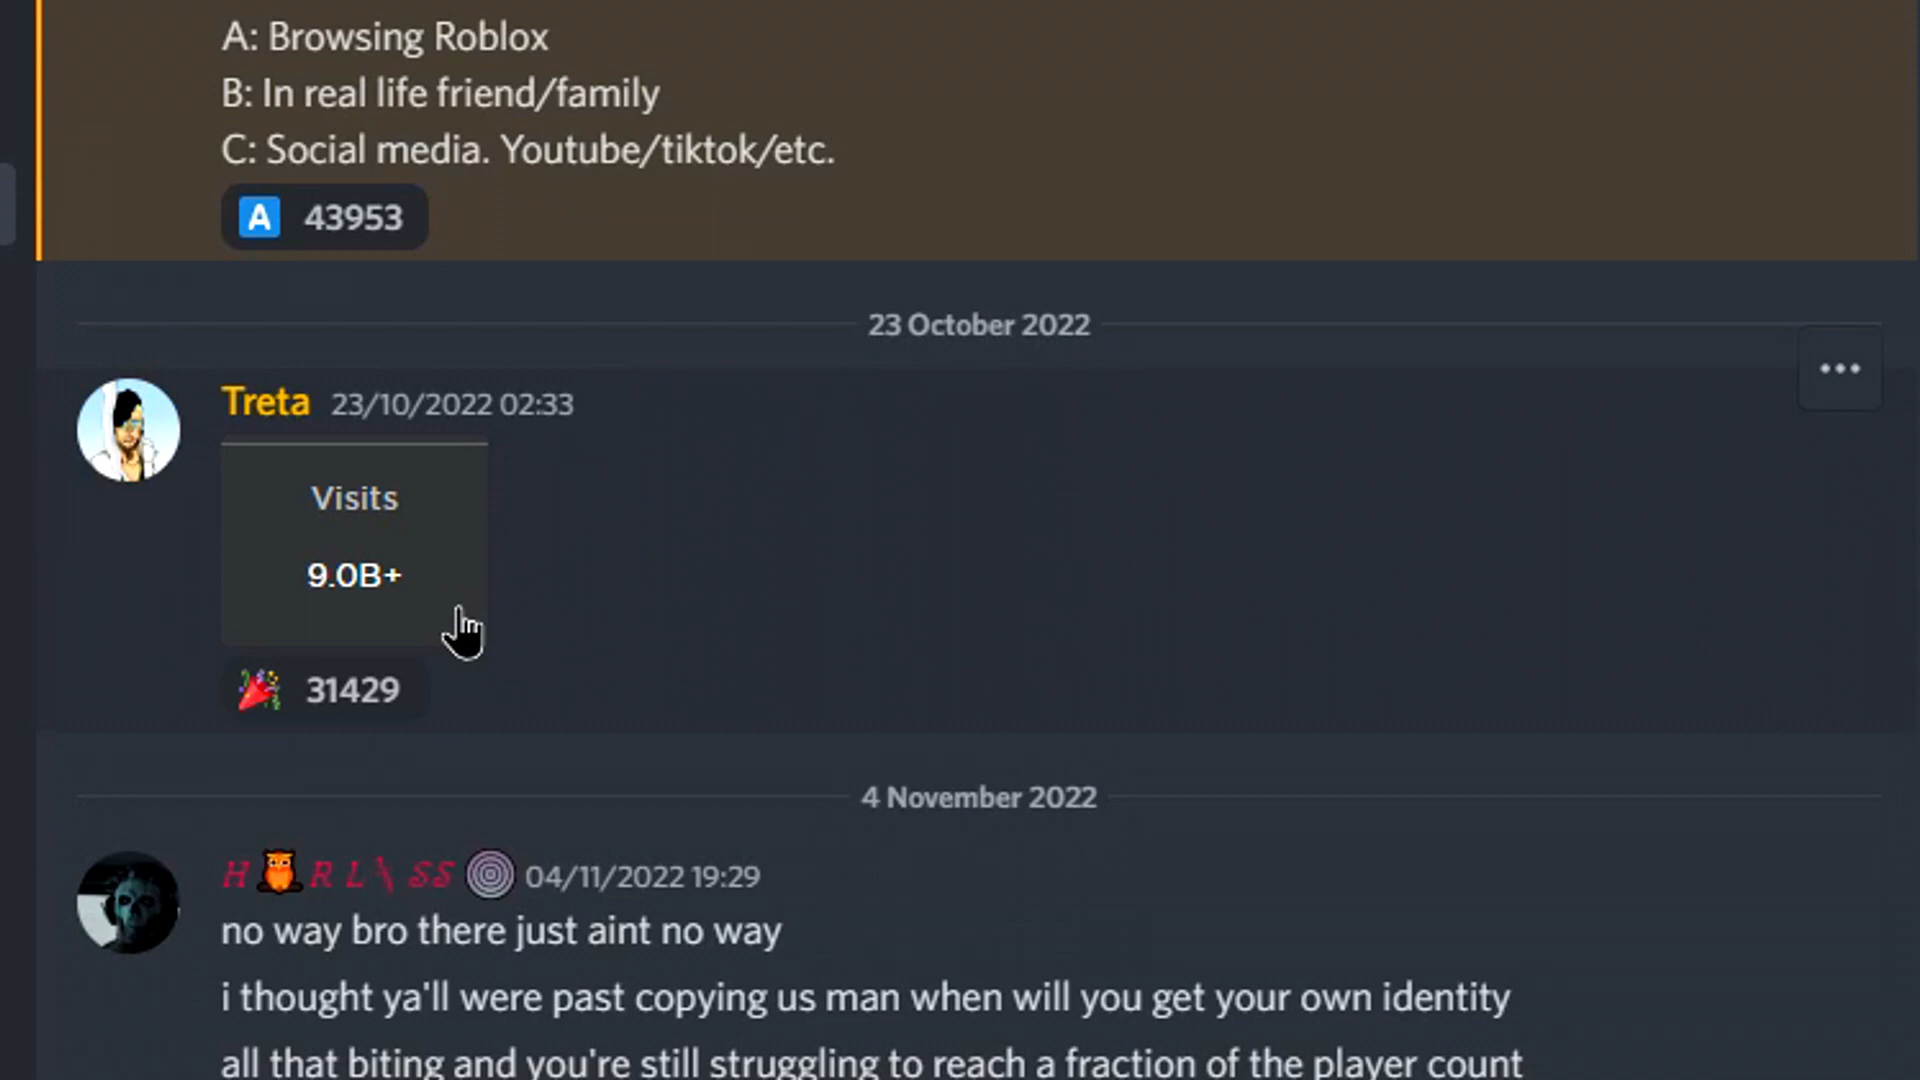 A: Browsing Roblox
B: In real life friend/family
C: Social media. Youtube/tiktok/etc.
A 43953
23 October 2022
Treta 23/10/2022 02:33
Visits
9.0B+
31429
4 November 2022
H🦉R L\ SS 04/11/2022 19:29
no way bro there just aint no way
i thought ya'll were past copying us man when will you get your own identity
all that biting and you're still struggling to reach a fraction of the player count